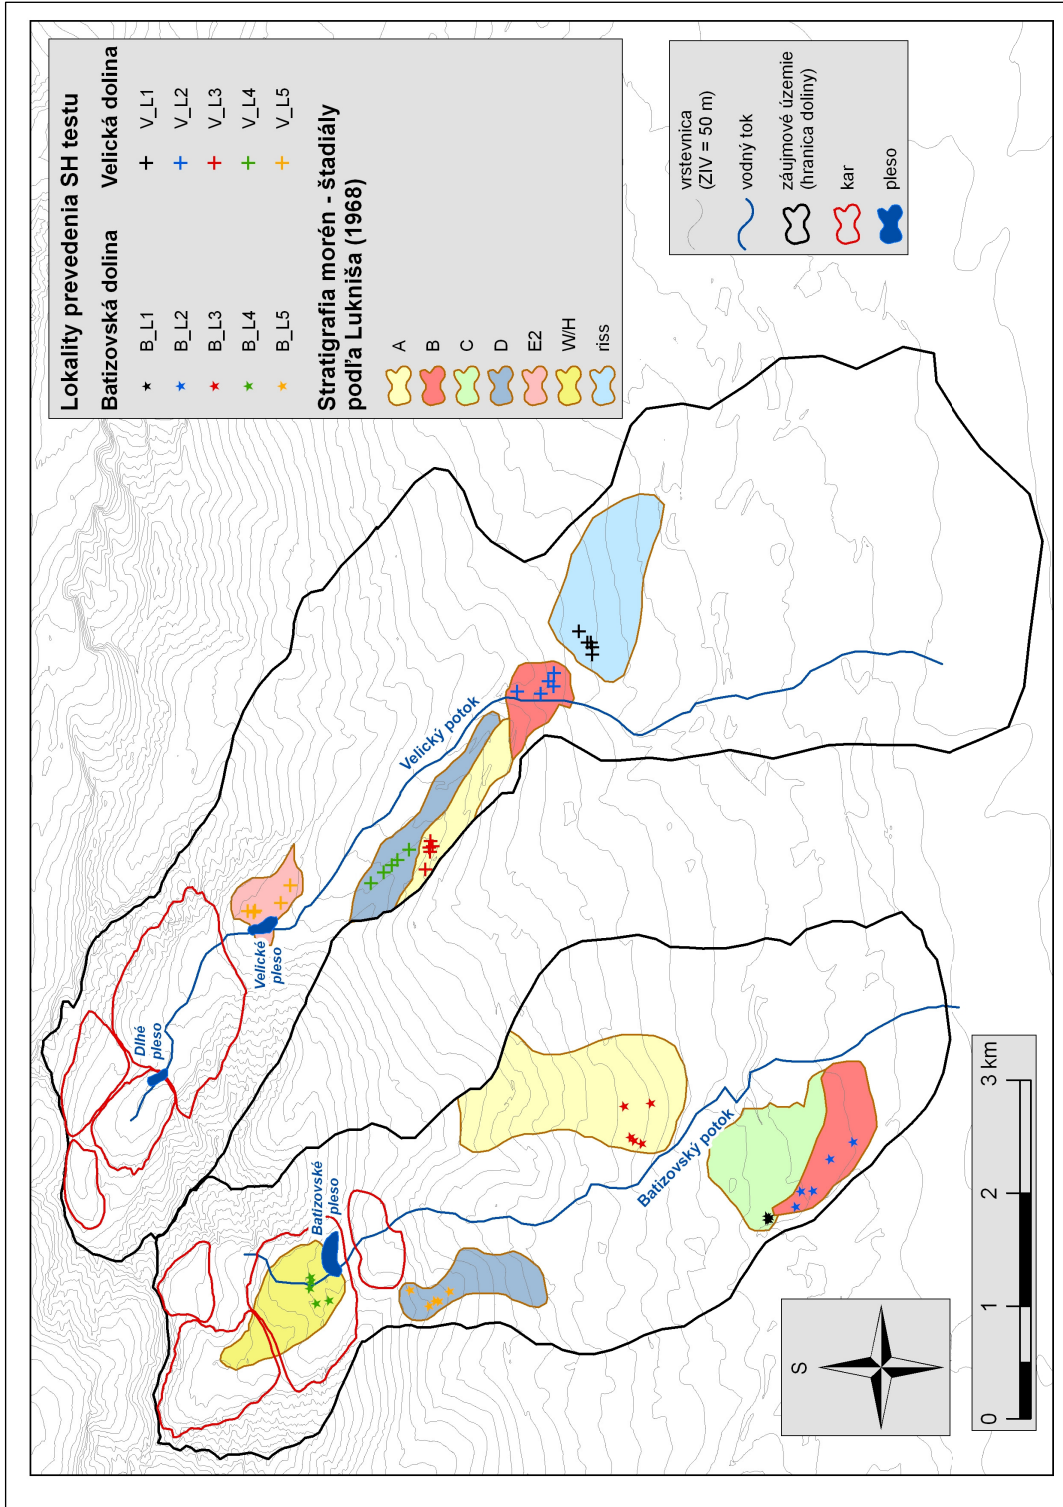 Lokality prevedenia SH testu
Batizovská dolina
Velická dolina
B_L1
V_L1
B_L2
V_L2
B_L3
V_L3
B_L4
V_L4
B_L5
V_L5
Stratigrafia morén - štadiály
podľa Lukniša (1968)
A
B
C
D
E2
W/H
riss
vrstevnica
(ZIV = 50 m)
vodný tok
záujmové územie
(hranica doliny)
kar
pleso
Velický potok
Velické
pleso
Dlhé
pleso
Batizovské
pleso
Batizovský potok
S
0
1
2
3 km